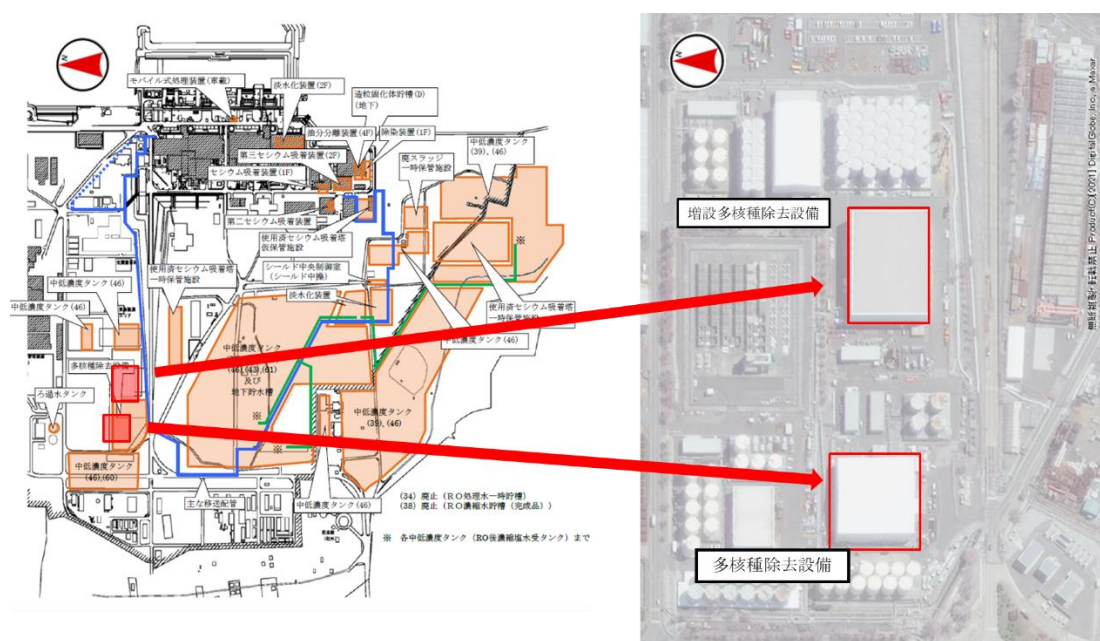 N
モバイル式処理装置(車載)
淡水化装置(2F)
造粒固化体貯槽(D)
(地下)
油分分離装置(4F)
除染装置(1F)
第三セシウム吸着装置(2F)
セシウム吸着装置(1F)
廃スラッジ
一時保管施設
中低濃度タンク
(39)、(46)
第二セシウム吸着装置
使用済セシウム吸着塔
仮保管施設
シールド中央制御室
(シールド中操)
淡水化装置
使用済セシウム吸着塔
一時保管施設
中低濃度タンク(46)
中低濃度タンク(46)
使用済セシウム吸着塔
一時保管施設
中低濃度タンク(46)
多核種除去設備
ろ過水タンク
中低濃度タンク
(46),(43),(61)
及び
地下貯水槽
※
※
※
中低濃度タンク
(39)、(46)
中低濃度タンク
(46),(60)
主な移送配管
中低濃度タンク(46)
(34) 廃止（RO処理水一時貯槽）
(38) 廃止（RO濃縮水貯槽（完成品））
※ 各中低濃度タンク（RO後濃縮塩水受タンク）まで
N
増設多核種除去設備
多核種除去設備
無断複製・転載禁止 Product(C)[2021] DigitalGlobe, Inc., a Maxar